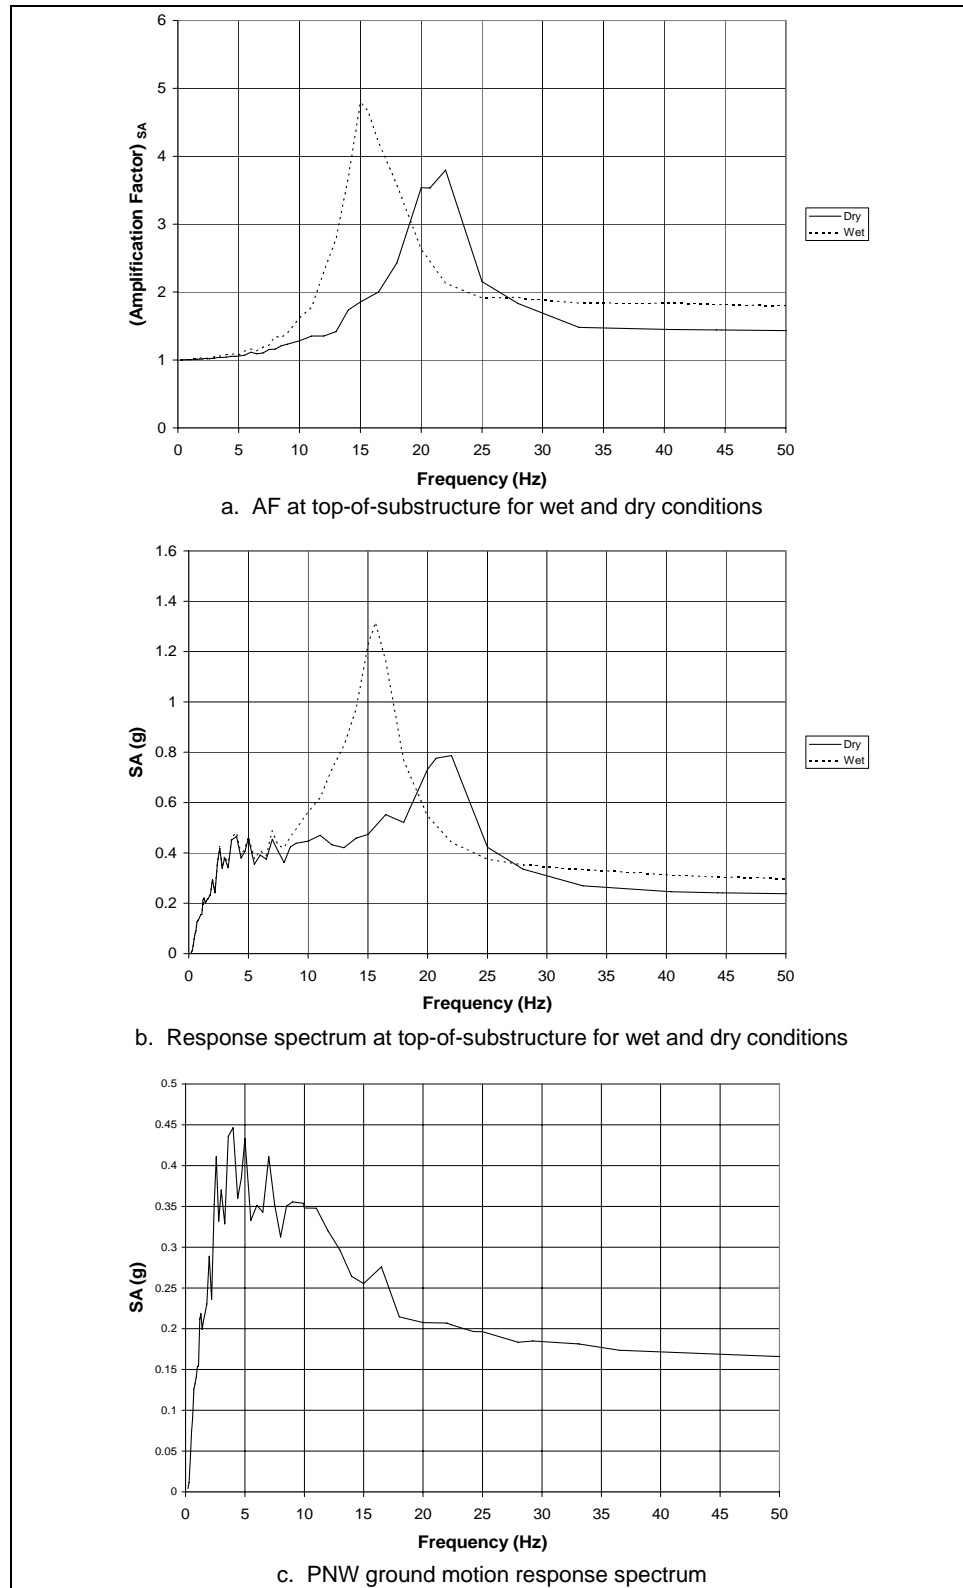 6
5
4
3
2
1
0
(Amplification Factor) SA
0 5 10 15 20 25 30 35 40 45 50
Frequency (Hz)
Dry
Wet
a. AF at top-of-substructure for wet and dry conditions
1.6
1.4
1.2
1
0.8
0.6
0.4
0.2
0
SA (g)
0 5 10 15 20 25 30 35 40 45 50
Frequency (Hz)
Dry
Wet
b. Response spectrum at top-of-substructure for wet and dry conditions
0.5
0.45
0.4
0.35
0.3
0.25
0.2
0.15
0.1
0.05
0
SA (g)
0 5 10 15 20 25 30 35 40 45 50
Frequency (Hz)
c. PNW ground motion response spectrum